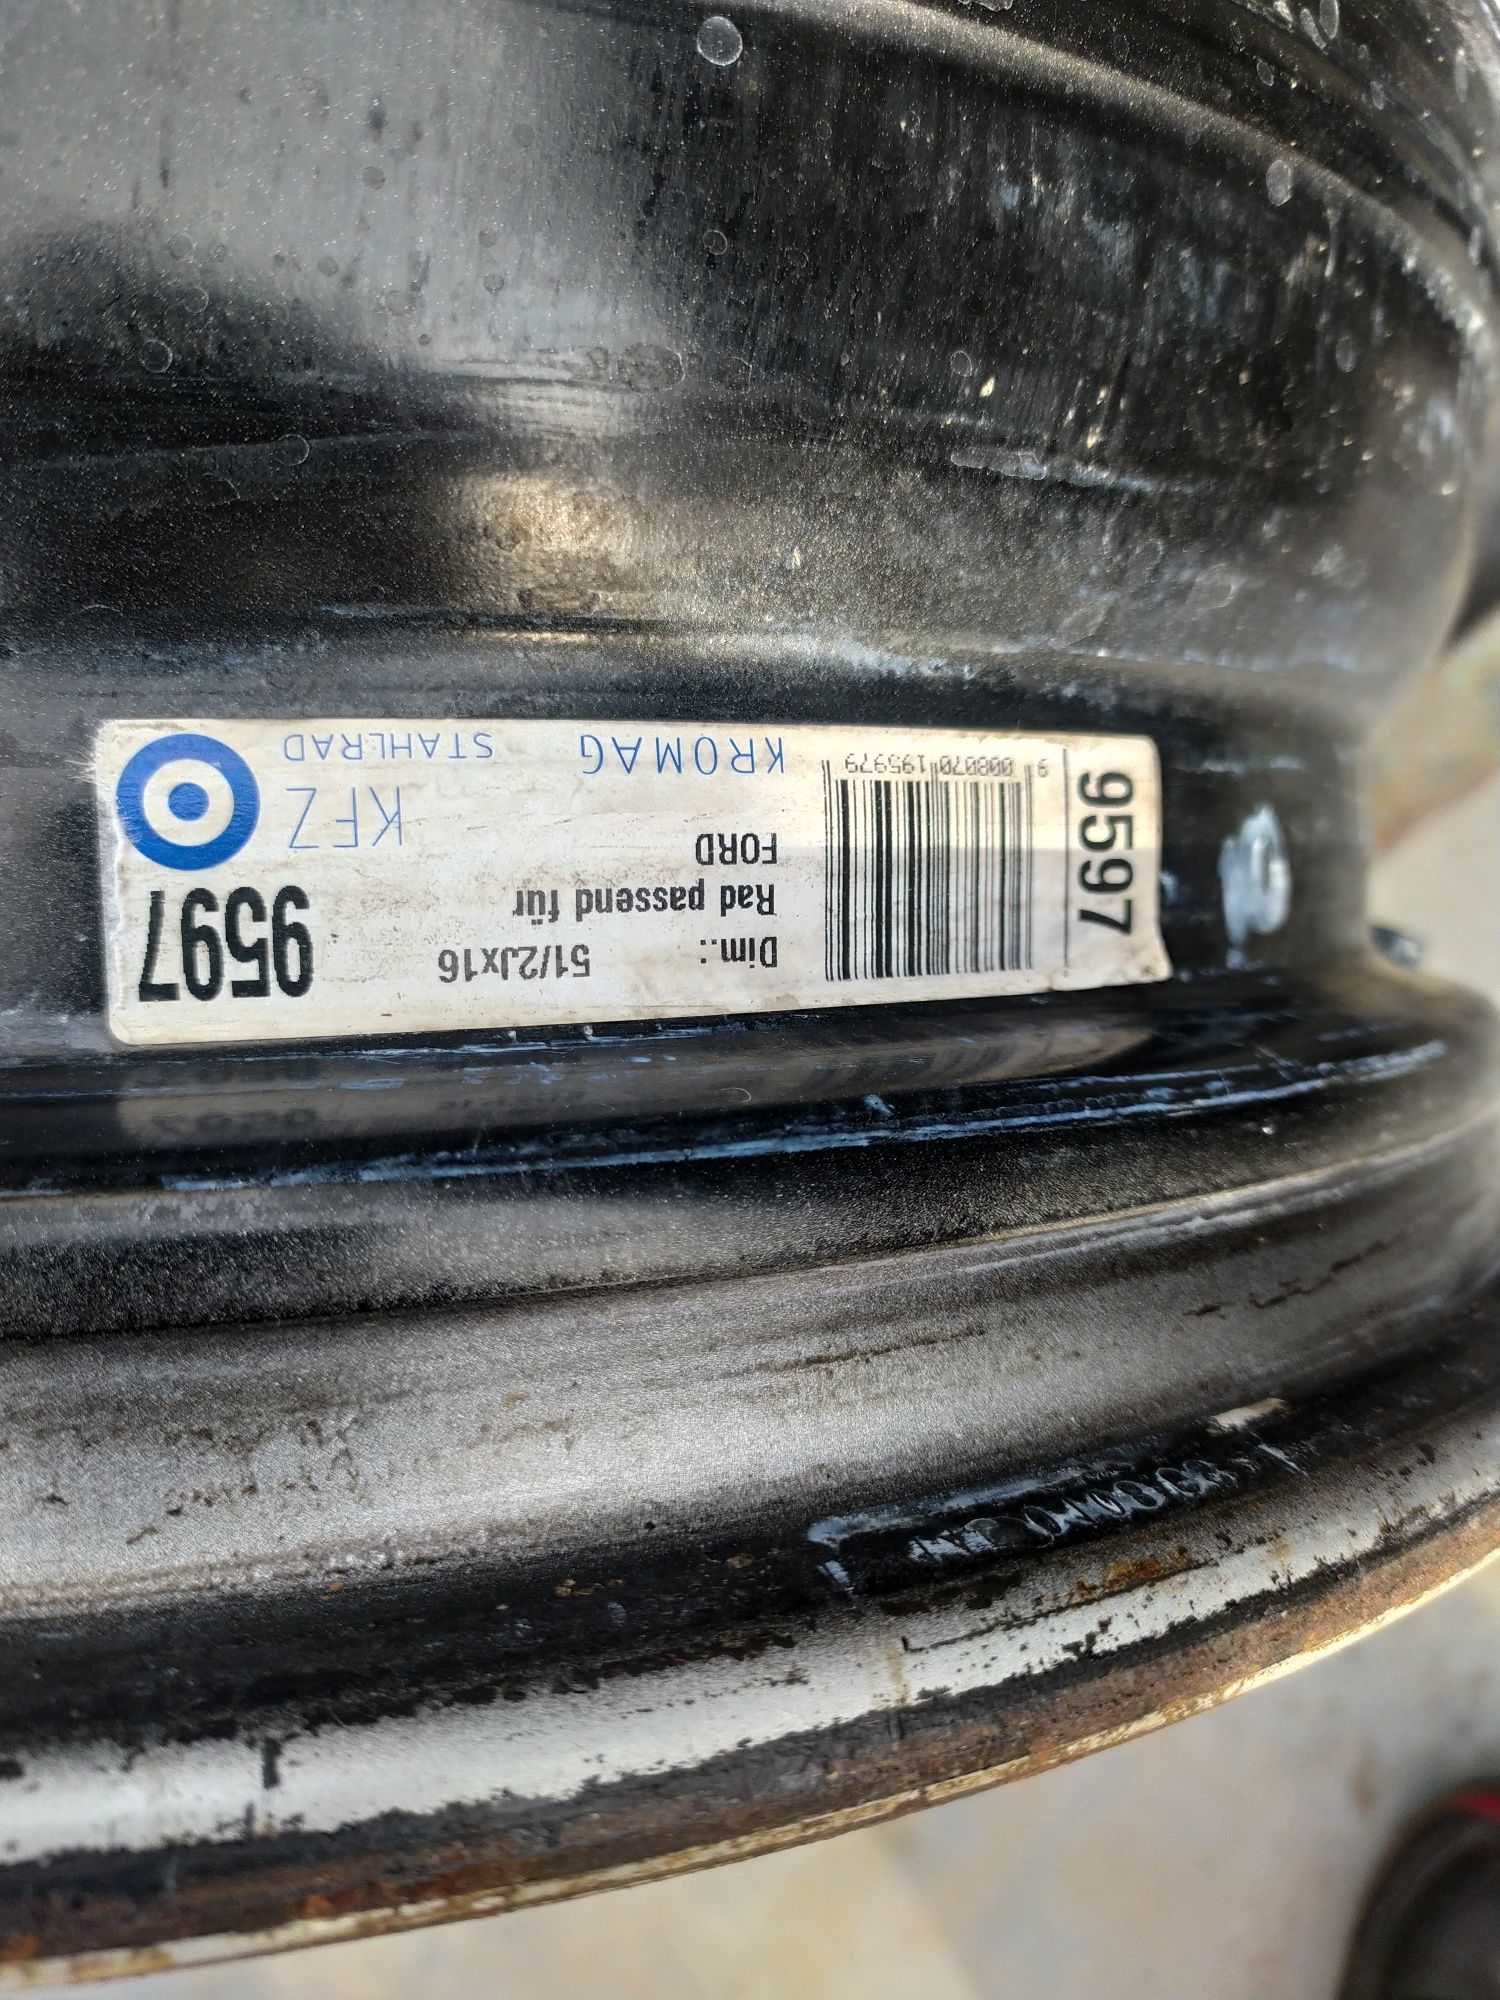 9597
Dim.: 51/2Jx16
Rad passend für
FORD
KFZ
KROMAG STAHLRAD
9 008070 195979
9597